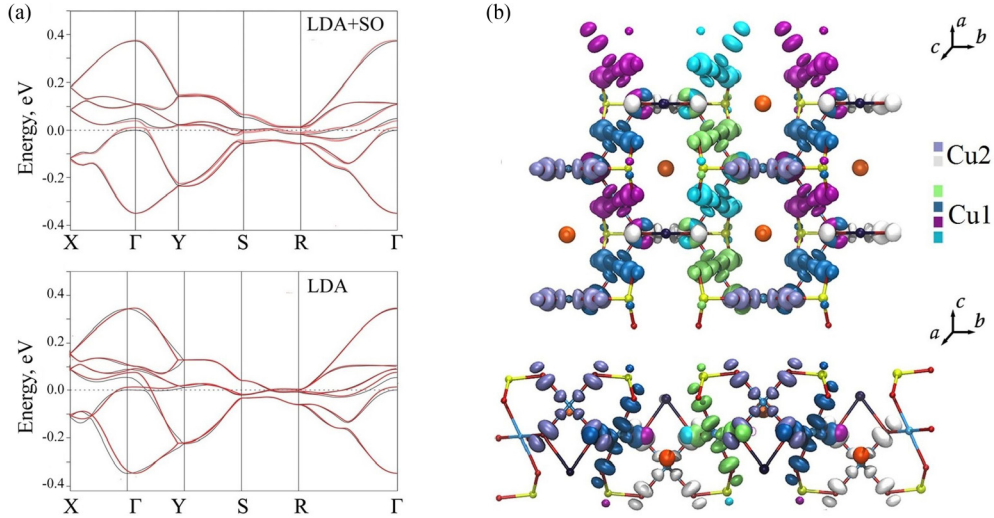 (a)
LDA+SO
0.4
0.2
0.0
-0.2
-0.4
Energy, eV
X Γ Y S R Γ
LDA
0.4
0.2
0.0
-0.2
-0.4
Energy, eV
X Γ Y S R Γ
(b)
a
c b
Cu2
Cu1
c
a b